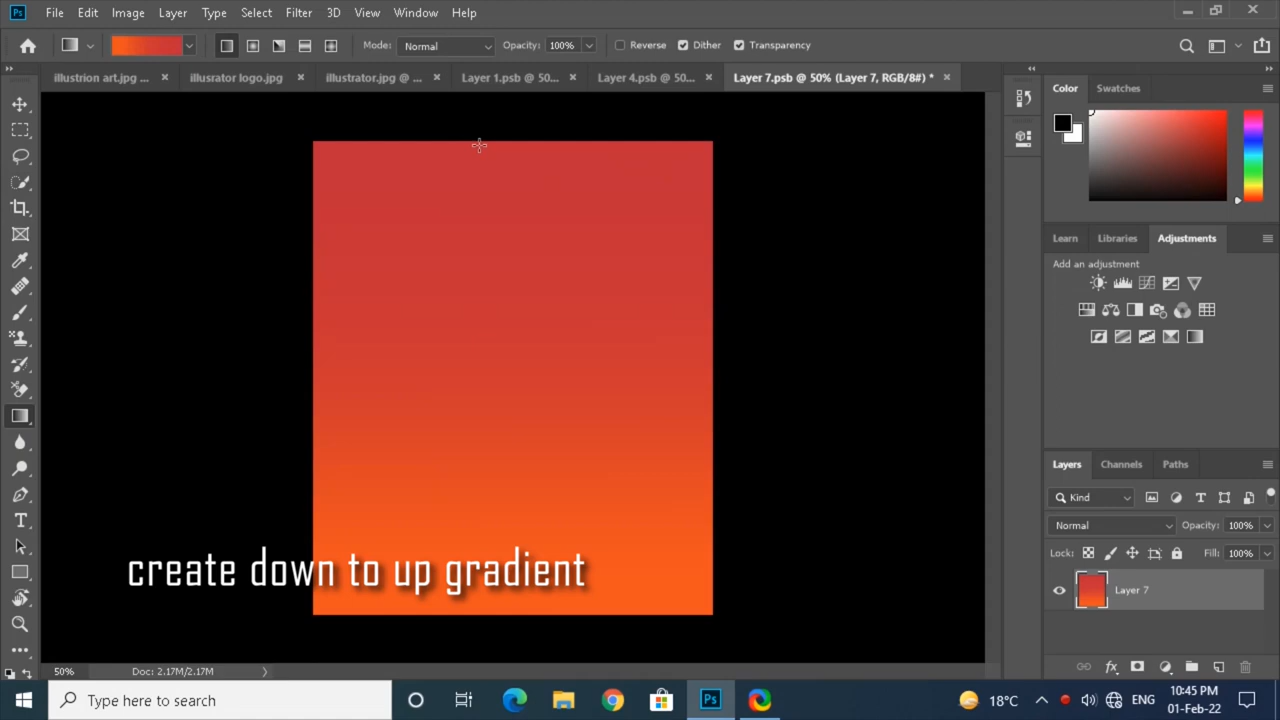 Ps File Edit Image Layer Type Select Filter 3D View Window Help
Mode: Normal Opacity: 100% Reverse Dither Transparency
illustrion art.jpg ... illusrator logo.jpg illustrator.jpg @ ... Layer 1.psb @ 50... Layer 4.psb @ 50... Layer 7.psb @ 50% (Layer 7, RGB/8#) *
Color Swatches
Learn Libraries Adjustments
Add an adjustment
Layers Channels Paths
Kind
Normal Opacity: 100%
Lock: Fill: 100%
Layer 7
create down to up gradient
50% Doc: 2.17M/2.17M
Type here to search
Ps
18°C
ENG
10:45 PM
01-Feb-22